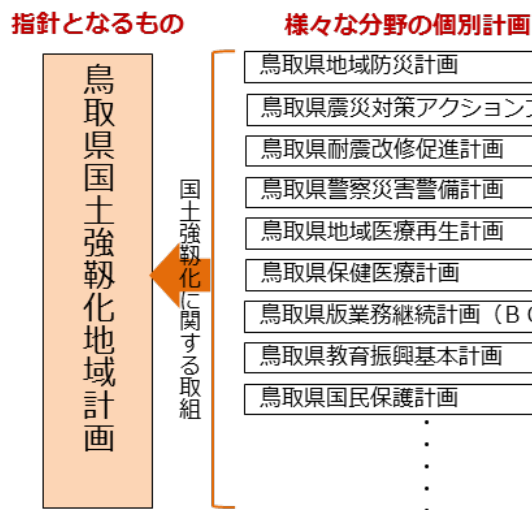 指針となるもの
様々な分野の個別計画
鳥取県国土強靱化地域計画
国土強靱化に関する取組
鳥取県地域防災計画
鳥取県震災対策アクション
鳥取県耐震改修促進計画
鳥取県警察災害警備計画
鳥取県地域医療再生計画
鳥取県保健医療計画
鳥取県版業務継続計画（Ｂ
鳥取県教育振興基本計画
鳥取県国民保護計画